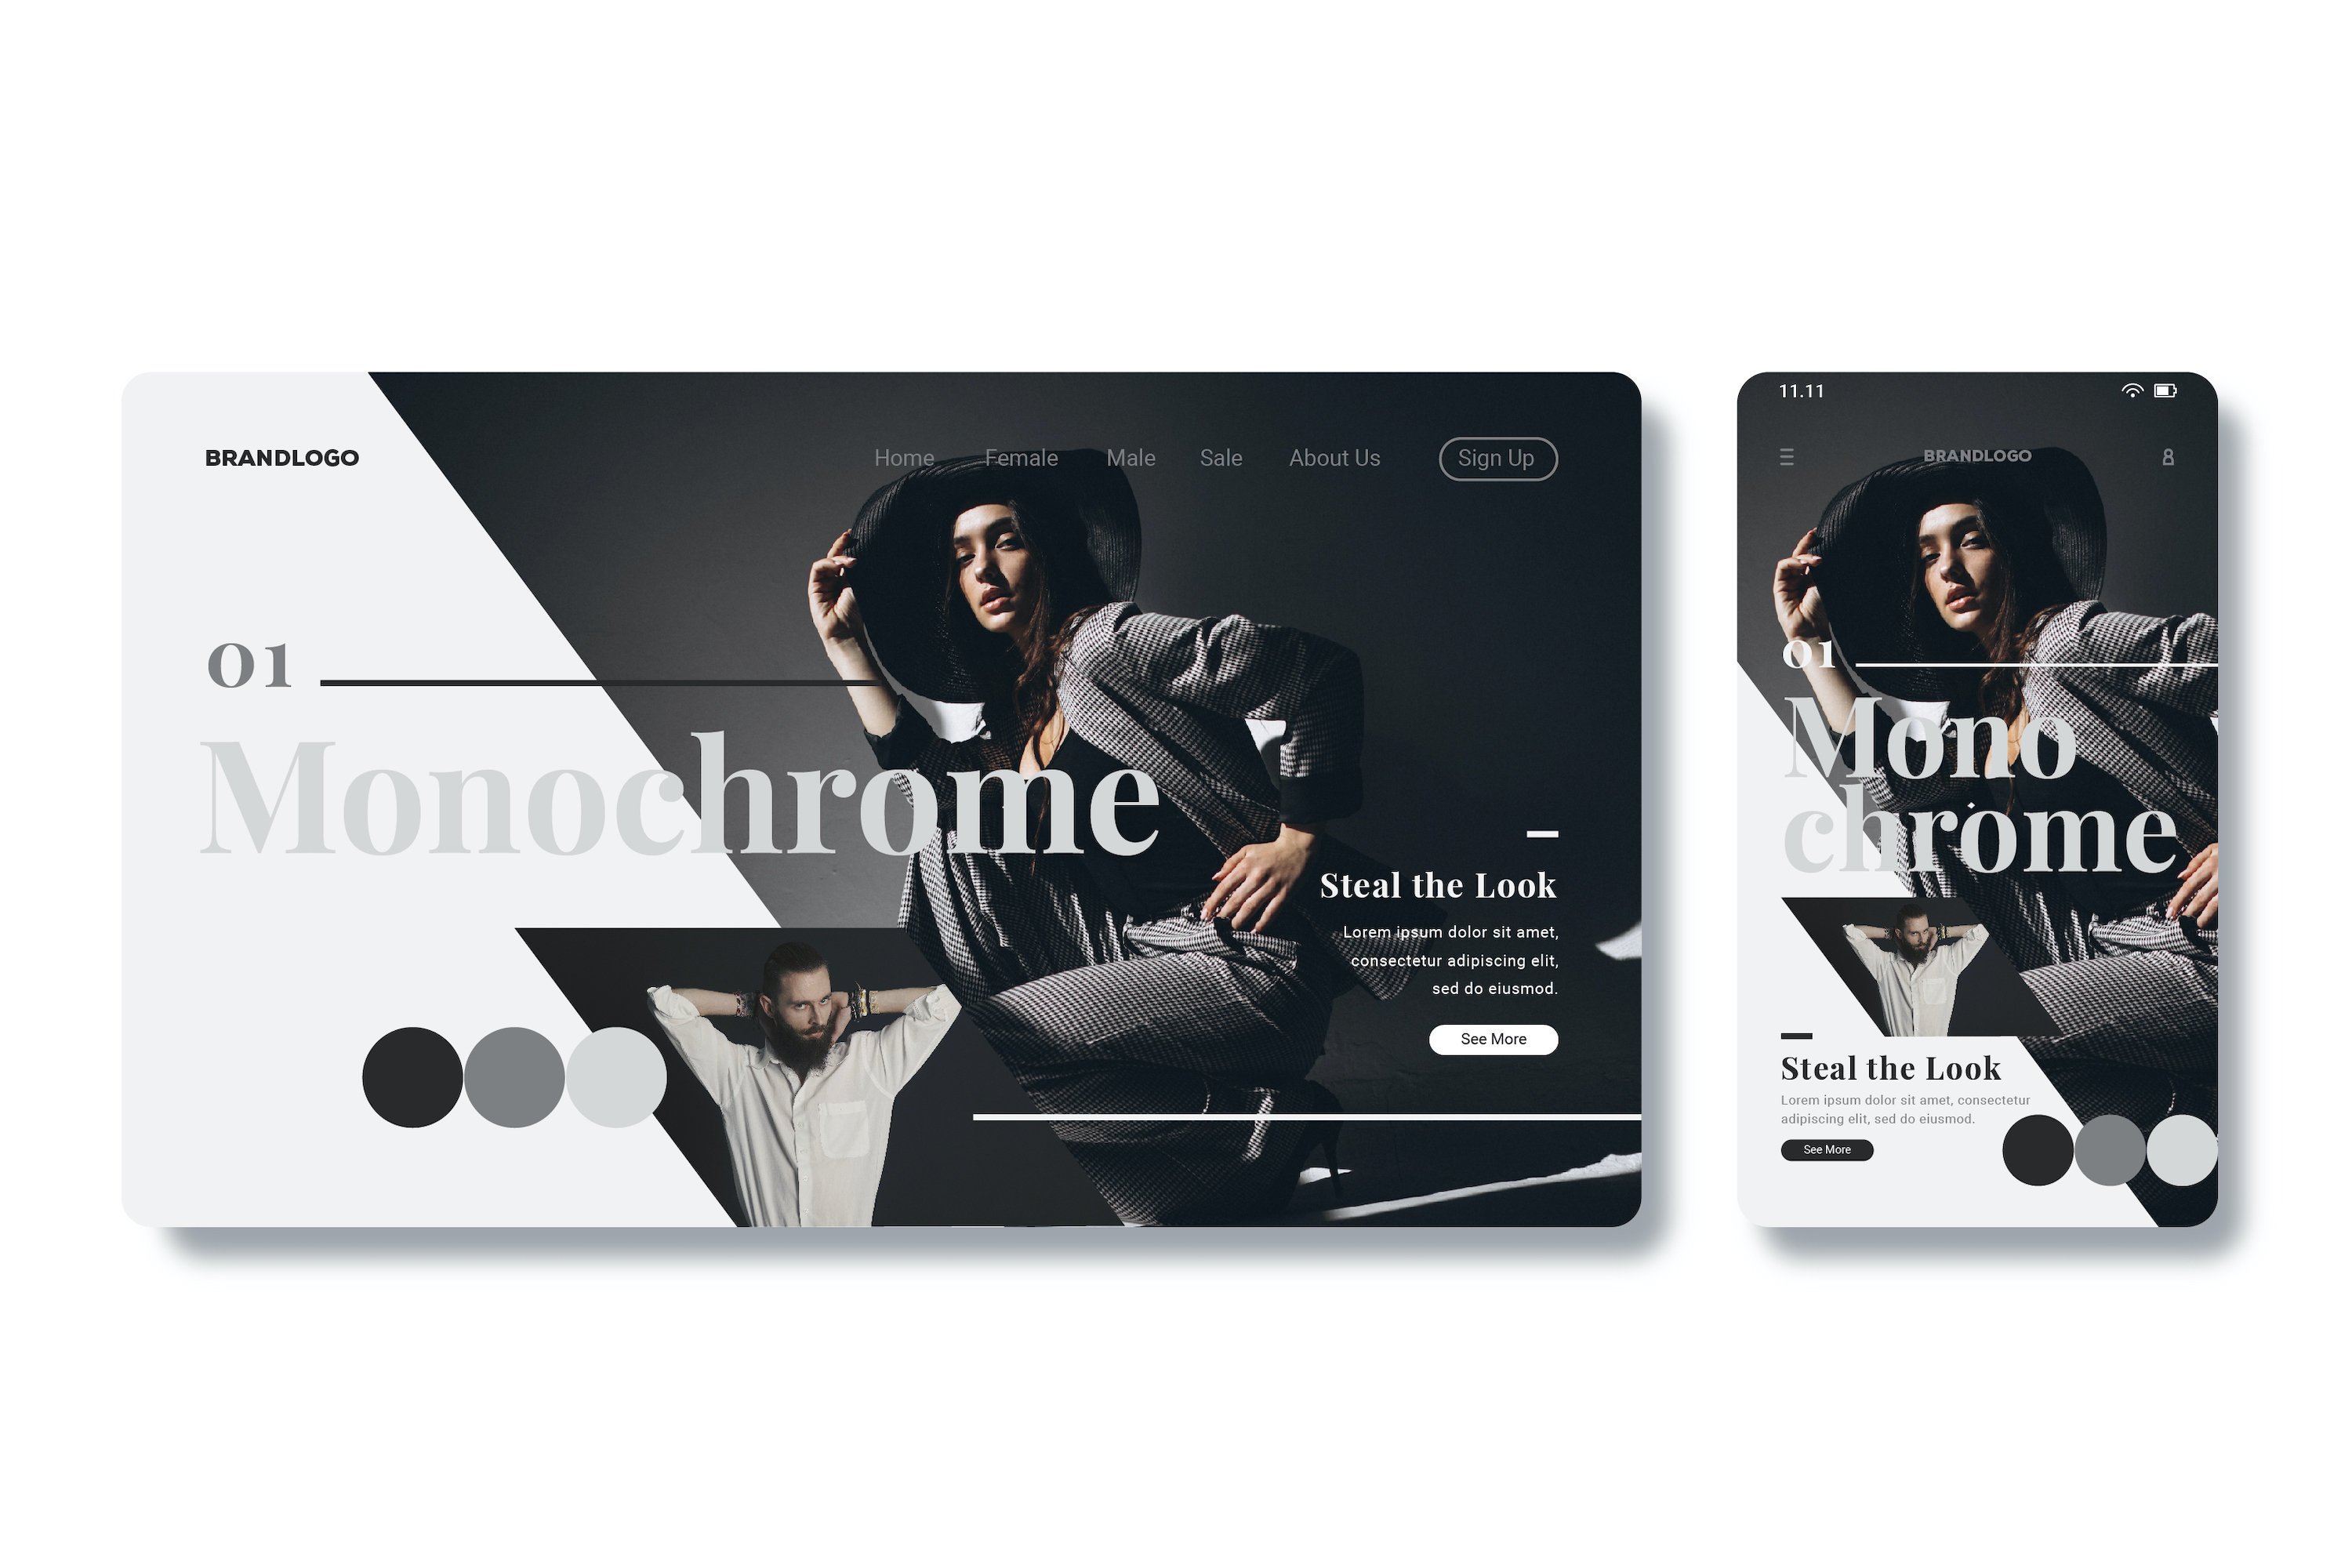 BRANDLOGO
Home Female Male Sale About Us Sign Up
01
Monochrome
Steal the Look
Lorem ipsum dolor sit amet,
consectetur adipiscing elit,
sed do eiusmod.
See More
11.11
BRANDLOGO
01
Mono
chrome
Steal the Look
Lorem ipsum dolor sit amet, consectetur
adipiscing elit, sed do eiusmod.
See More